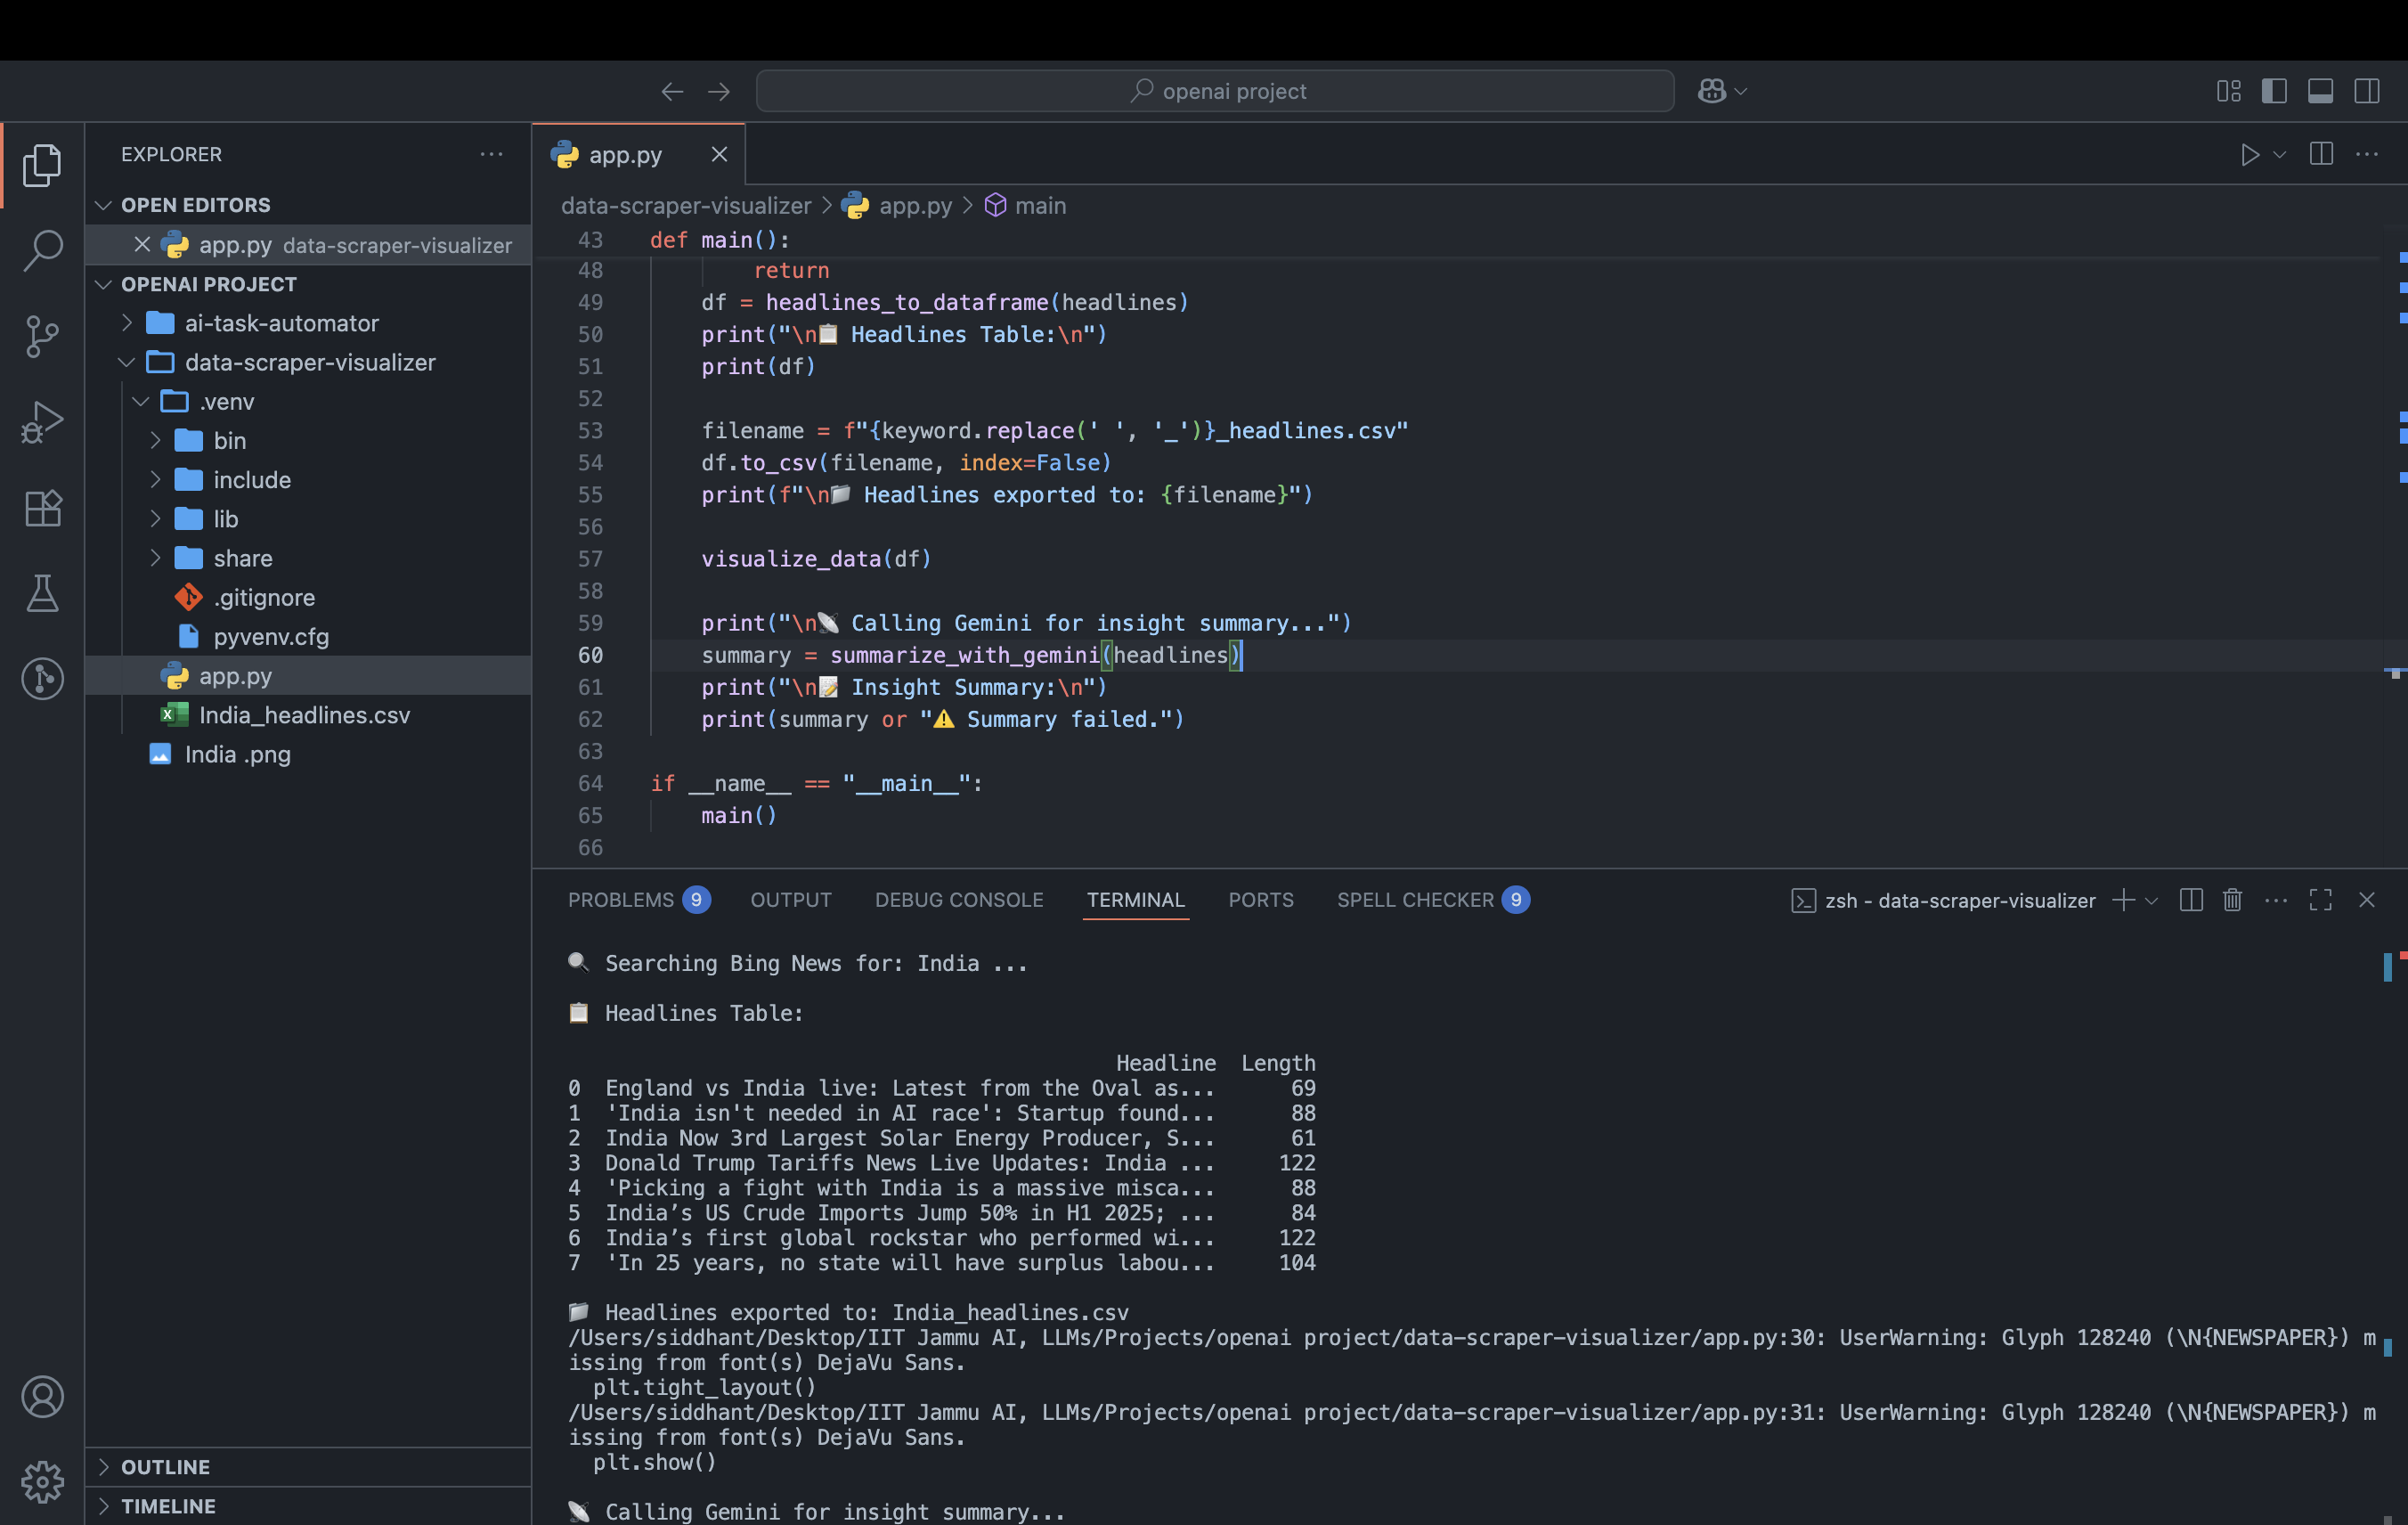 openai project
EXPLORER
OPEN EDITORS
app.py data-scraper-visualizer
OPENAI PROJECT
ai-task-automator
data-scraper-visualizer
.venv
bin
include
lib
share
.gitignore
pyvenv.cfg
app.py
India_headlines.csv
India .png
OUTLINE
TIMELINE
app.py
data-scraper-visualizer > app.py > main
43 def main():
48 return
49 df = headlines_to_dataframe(headlines)
50 print("\n📋 Headlines Table:\n")
51 print(df)
52
53 filename = f"{keyword.replace(' ', '_')}_headlines.csv"
54 df.to_csv(filename, index=False)
55 print(f"\n📁 Headlines exported to: {filename}")
56
57 visualize_data(df)
58
59 print("\n📡 Calling Gemini for insight summary...")
60 summary = summarize_with_gemini(headlines)
61 print("\n📝 Insight Summary:\n")
62 print(summary or "⚠️ Summary failed.")
63
64 if __name__ == "__main__":
65 main()
66
PROBLEMS 9 OUTPUT DEBUG CONSOLE TERMINAL PORTS SPELL CHECKER 9 zsh - data-scraper-visualizer
🔍 Searching Bing News for: India ...
📋 Headlines Table:
Headline Length
0 England vs India live: Latest from the Oval as... 69
1 'India isn't needed in AI race': Startup found... 88
2 India Now 3rd Largest Solar Energy Producer, S... 61
3 Donald Trump Tariffs News Live Updates: India ... 122
4 'Picking a fight with India is a massive misca... 88
5 India’s US Crude Imports Jump 50% in H1 2025; ... 84
6 India’s first global rockstar who performed wi... 122
7 'In 25 years, no state will have surplus labou... 104
📁 Headlines exported to: India_headlines.csv
/Users/siddhant/Desktop/IIT Jammu AI, LLMs/Projects/openai project/data-scraper-visualizer/app.py:30: UserWarning: Glyph 128240 (\N{NEWSPAPER}) m
issing from font(s) DejaVu Sans.
plt.tight_layout()
/Users/siddhant/Desktop/IIT Jammu AI, LLMs/Projects/openai project/data-scraper-visualizer/app.py:31: UserWarning: Glyph 128240 (\N{NEWSPAPER}) m
issing from font(s) DejaVu Sans.
plt.show()
📡 Calling Gemini for insight summary...